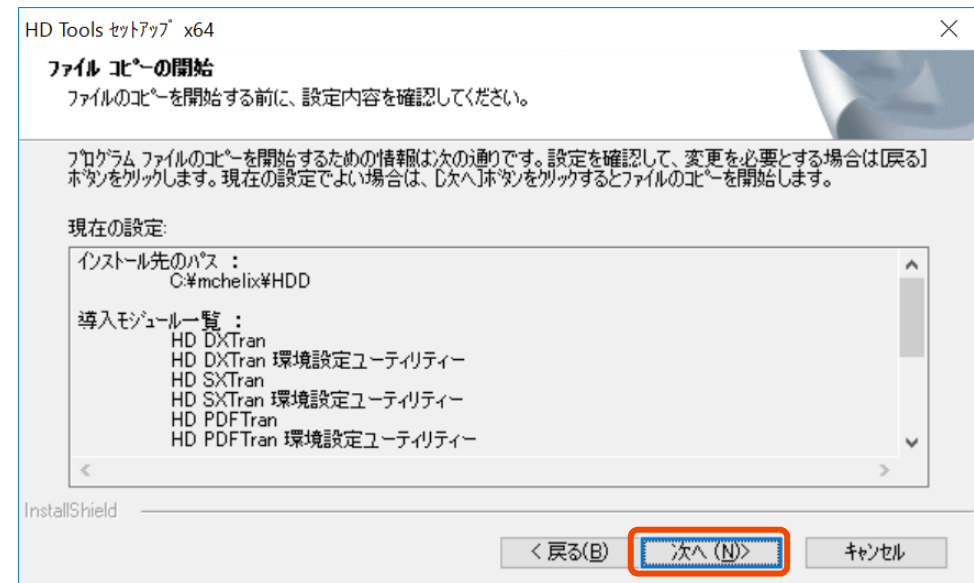 HD Tools ｾｯﾄｱｯﾌﾟ x64
ﾌｧｲﾙ ｺﾋﾟｰの開始
ﾌｧｲﾙのｺﾋﾟｰを開始する前に、設定内容を確認してください。
ﾌﾟﾛｸﾞﾗﾑ ﾌｧｲﾙのｺﾋﾟｰを開始するための情報は次の通りです。設定を確認して、変更を必要とする場合は[戻る]
ﾎﾞﾀﾝをｸﾘｯｸします。現在の設定でよい場合は、[次へ]ﾎﾞﾀﾝをｸﾘｯｸするとﾌｧｲﾙのｺﾋﾟｰを開始します。
現在の設定:
ｲﾝｽﾄｰﾙ先のﾊﾟｽ ：
C:¥mchelix¥HDD
導入ﾓｼﾞｭｰﾙ一覧 ：
HD DXTran
HD DXTran 環境設定ユーティリティー
HD SXTran
HD SXTran 環境設定ユーティリティー
HD PDFTran
HD PDFTran 環境設定ユーティリティー
InstallShield
< 戻る(B)
次へ (N)>
ｷｬﾝｾﾙ